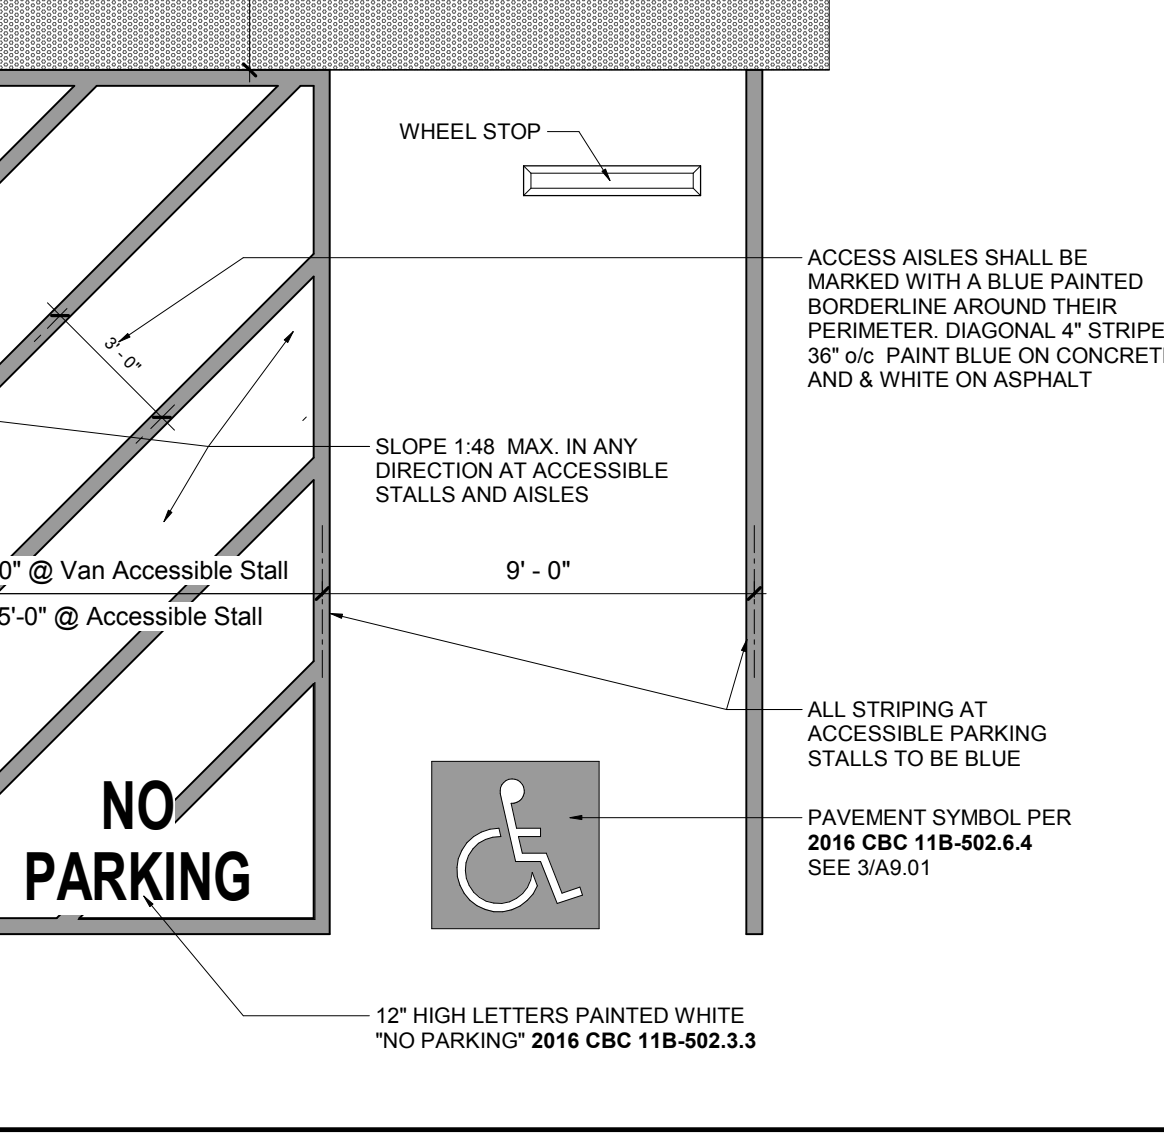 WHEEL STOP
ACCESS AISLES SHALL BE
MARKED WITH A BLUE PAINTED
BORDERLINE AROUND THEIR
PERIMETER. DIAGONAL 4" STRIPE
36" o/c PAINT BLUE ON CONCRET
AND & WHITE ON ASPHALT
3' - 0"
SLOPE 1:48 MAX. IN ANY
DIRECTION AT ACCESSIBLE
STALLS AND AISLES
0" @ Van Accessible Stall
9' - 0"
5'-0" @ Accessible Stall
ALL STRIPING AT
ACCESSIBLE PARKING
STALLS TO BE BLUE
NO
PARKING
PAVEMENT SYMBOL PER
2016 CBC 11B-502.6.4
SEE 3/A9.01
12" HIGH LETTERS PAINTED WHITE
"NO PARKING" 2016 CBC 11B-502.3.3